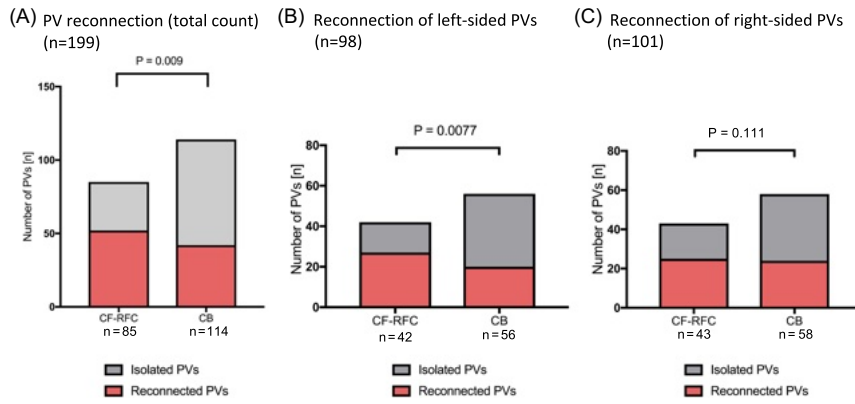 (A) PV reconnection (total count)
(n=199)
P = 0.009
150
100
50
0
Number of PVs [n]
CF-RFC
n=85
CB
n=114
Isolated PVs
Reconnected PVs
(B) Reconnection of left-sided PVs
(n=98)
P = 0.0077
80
60
40
20
0
Number of PVs [n]
CF-RFC
n=42
CB
n=56
Isolated PVs
Reconnected PVs
(C) Reconnection of right-sided PVs
(n=101)
P = 0.111
80
60
40
20
0
Number of PVs [n]
CF-RFC
n=43
CB
n=58
Isolated PVs
Reconnected PVs